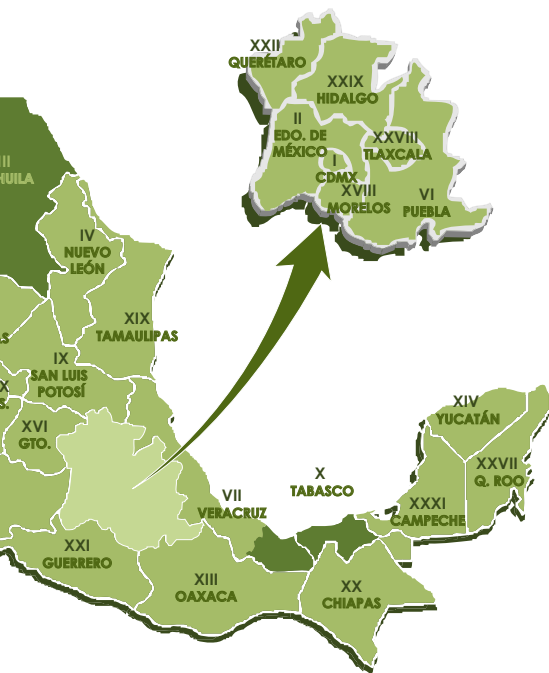 XXII
QUERÉTARO
XXIX
HIDALGO
II
EDO. DE
MÉXICO
XXVIII
TLAXCALA
I
CDMX
XVIII
MORELOS
VI
PUEBLA
III
HUILA
IV
NUEVO
LEÓN
XIX
TAMAULIPAS
AS
IX
SAN LUIS
POTOSÍ
X
S.
XVI
GTO.
XIV
YUCATÁN
XXVII
Q. ROO
XXXI
CAMPECHE
X
TABASCO
VII
VERACRUZ
XXI
GUERRERO
XIII
OAXACA
XX
CHIAPAS